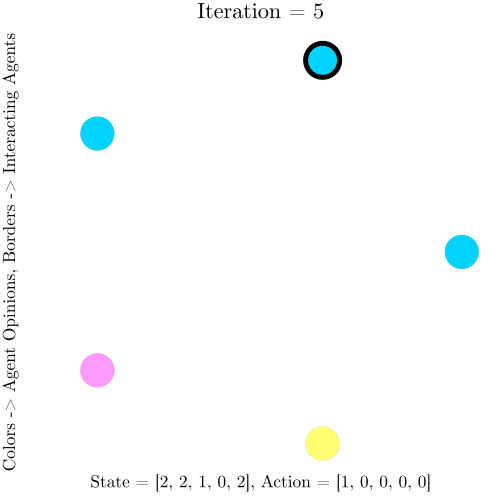 Iteration = 5
Colors -> Agent Opinions, Borders -> Interacting Agents
State = [2, 2, 1, 0, 2], Action = [1, 0, 0, 0, 0]